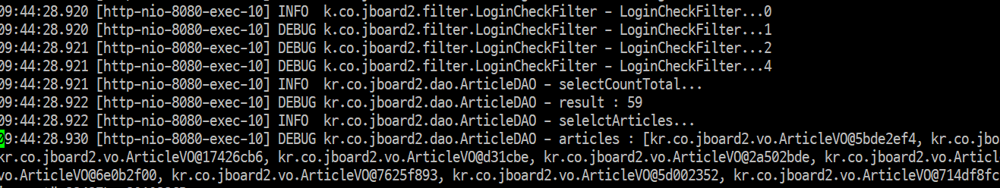 09:44:28.920 [http-nio-8080-exec-10] INFO  k.co.jboard2.filter.LoginCheckFilter - LoginCheckFilter...0
09:44:28.920 [http-nio-8080-exec-10] DEBUG k.co.jboard2.filter.LoginCheckFilter - LoginCheckFilter...1
09:44:28.921 [http-nio-8080-exec-10] DEBUG k.co.jboard2.filter.LoginCheckFilter - LoginCheckFilter...2
09:44:28.921 [http-nio-8080-exec-10] DEBUG k.co.jboard2.filter.LoginCheckFilter - LoginCheckFilter...4
09:44:28.921 [http-nio-8080-exec-10] INFO  kr.co.jboard2.dao.ArticleDAO - selectCountTotal...
09:44:28.922 [http-nio-8080-exec-10] DEBUG kr.co.jboard2.dao.ArticleDAO - result : 59
09:44:28.922 [http-nio-8080-exec-10] INFO  kr.co.jboard2.dao.ArticleDAO - selelctArticles...
09:44:28.930 [http-nio-8080-exec-10] DEBUG kr.co.jboard2.dao.ArticleDAO - articles : [kr.co.jboard2.vo.ArticleVO@5bde2ef4, kr.co.jbo
kr.co.jboard2.vo.ArticleVO@17426cb6, kr.co.jboard2.vo.ArticleVO@d31cbe, kr.co.jboard2.vo.ArticleVO@2a502bde, kr.co.jboard2.vo.Articl
vo.ArticleVO@6e0b2f00, kr.co.jboard2.vo.ArticleVO@7625f893, kr.co.jboard2.vo.ArticleVO@5d002352, kr.co.jboard2.vo.ArticleVO@714df8fc